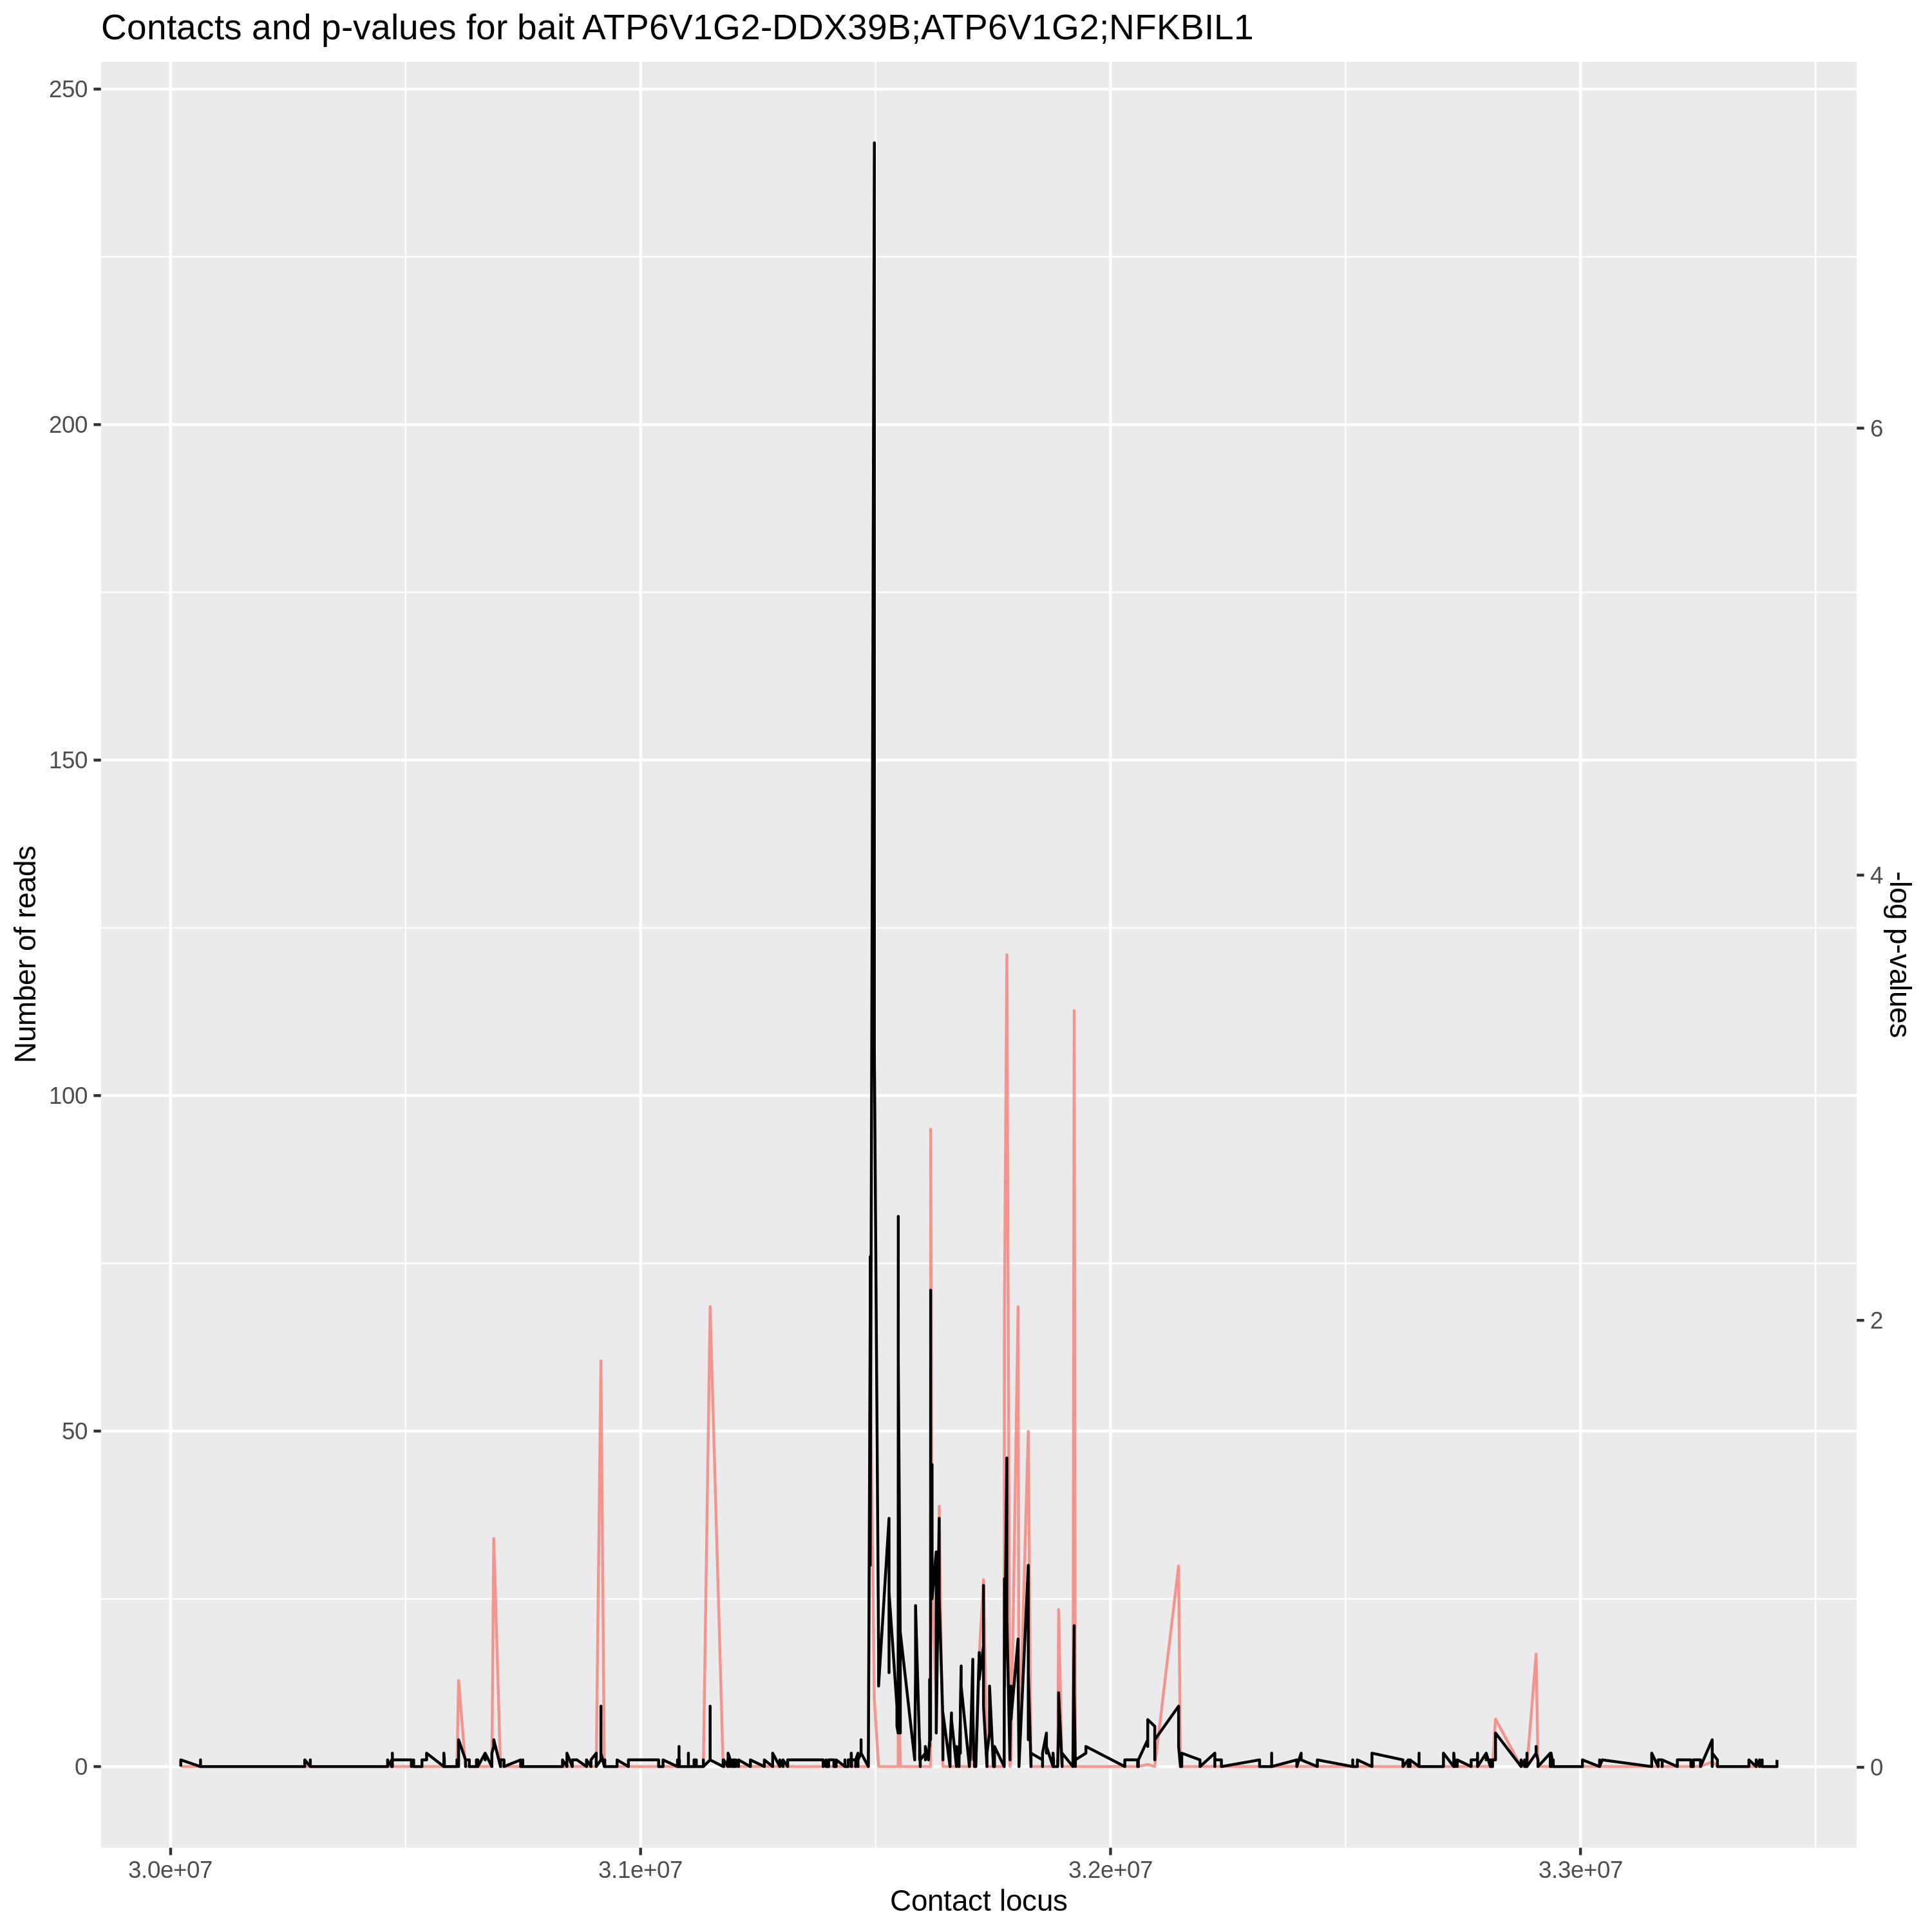 Contacts and p-values for bait ATP6V1G2-DDX39B;ATP6V1G2;NFKBIL1
250
200
150
100
50
0
Number of reads
6
4
2
0
-log p-values
3.0e+07 3.1e+07 3.2e+07 3.3e+07
Contact locus